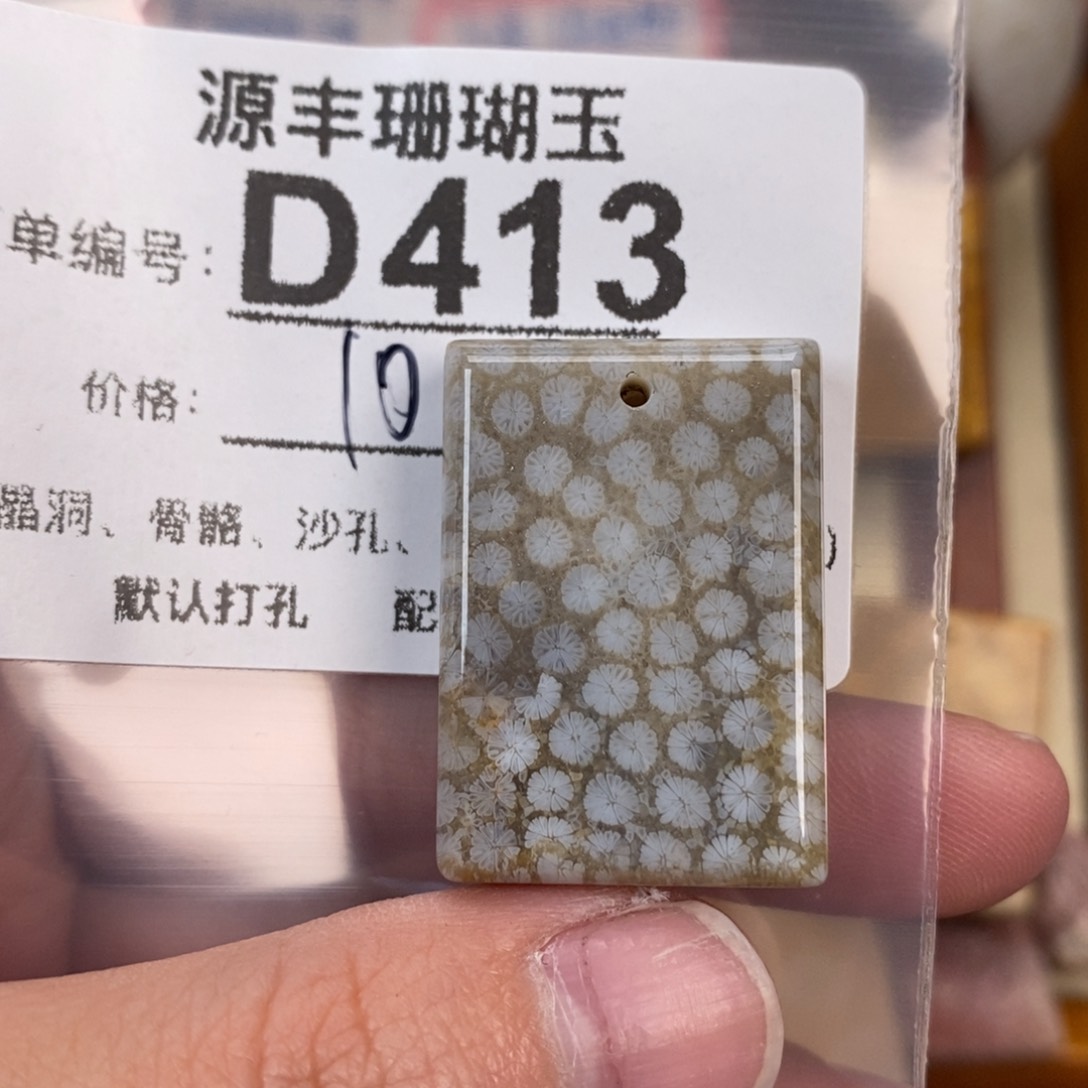 源丰珊瑚玉
单编号：D413
价格：10
晶洞、骨骼、沙孔、
默认打孔 配